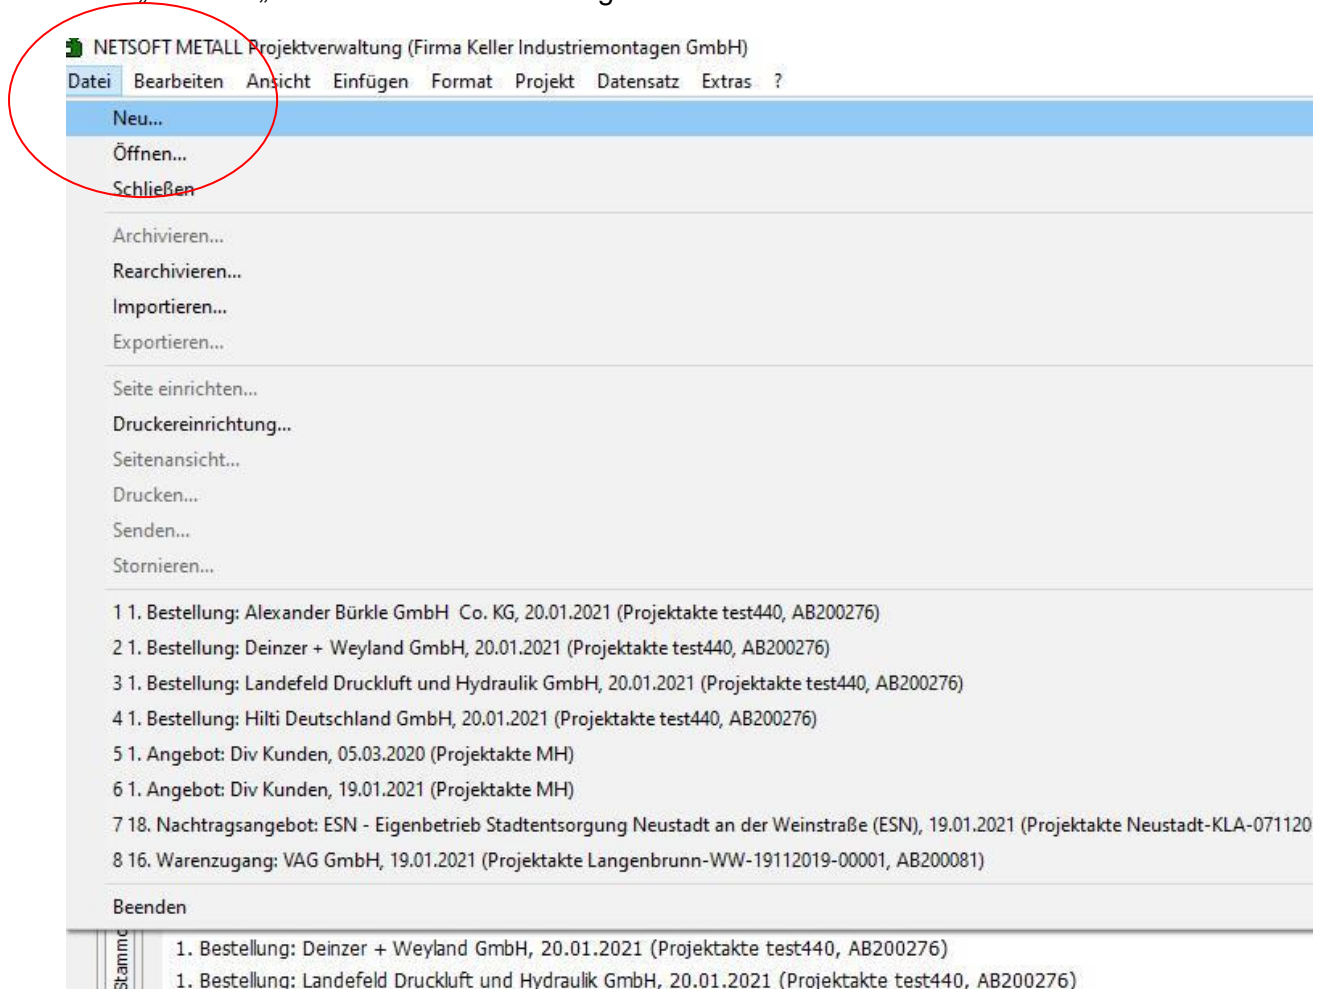 NETSOFT METALL Projektverwaltung (Firma Keller Industriemontagen GmbH)
Datei Bearbeiten Ansicht Einfügen Format Projekt Datensatz Extras ?
Neu...
Öffnen...
Schließen
Archivieren...
Rearchivieren...
Importieren...
Exportieren...
Seite einrichten...
Druckereinrichtung...
Seitenansicht...
Drucken...
Senden...
Stornieren...
1 1. Bestellung: Alexander Bürkle GmbH  Co. KG, 20.01.2021 (Projektakte test440, AB200276)
2 1. Bestellung: Deinzer + Weyland GmbH, 20.01.2021 (Projektakte test440, AB200276)
3 1. Bestellung: Landefeld Druckluft und Hydraulik GmbH, 20.01.2021 (Projektakte test440, AB200276)
4 1. Bestellung: Hilti Deutschland GmbH, 20.01.2021 (Projektakte test440, AB200276)
5 1. Angebot: Div Kunden, 05.03.2020 (Projektakte MH)
6 1. Angebot: Div Kunden, 19.01.2021 (Projektakte MH)
7 18. Nachtragsangebot: ESN - Eigenbetrieb Stadtentsorgung Neustadt an der Weinstraße (ESN), 19.01.2021 (Projektakte Neustadt-KLA-071120
8 16. Warenzugang: VAG GmbH, 19.01.2021 (Projektakte Langenbrunn-WW-19112019-00001, AB200081)
Beenden
Stamm
1. Bestellung: Deinzer + Weyland GmbH, 20.01.2021 (Projektakte test440, AB200276)
1. Bestellung: Landefeld Druckluft und Hydraulik GmbH, 20.01.2021 (Projektakte test440, AB200276)